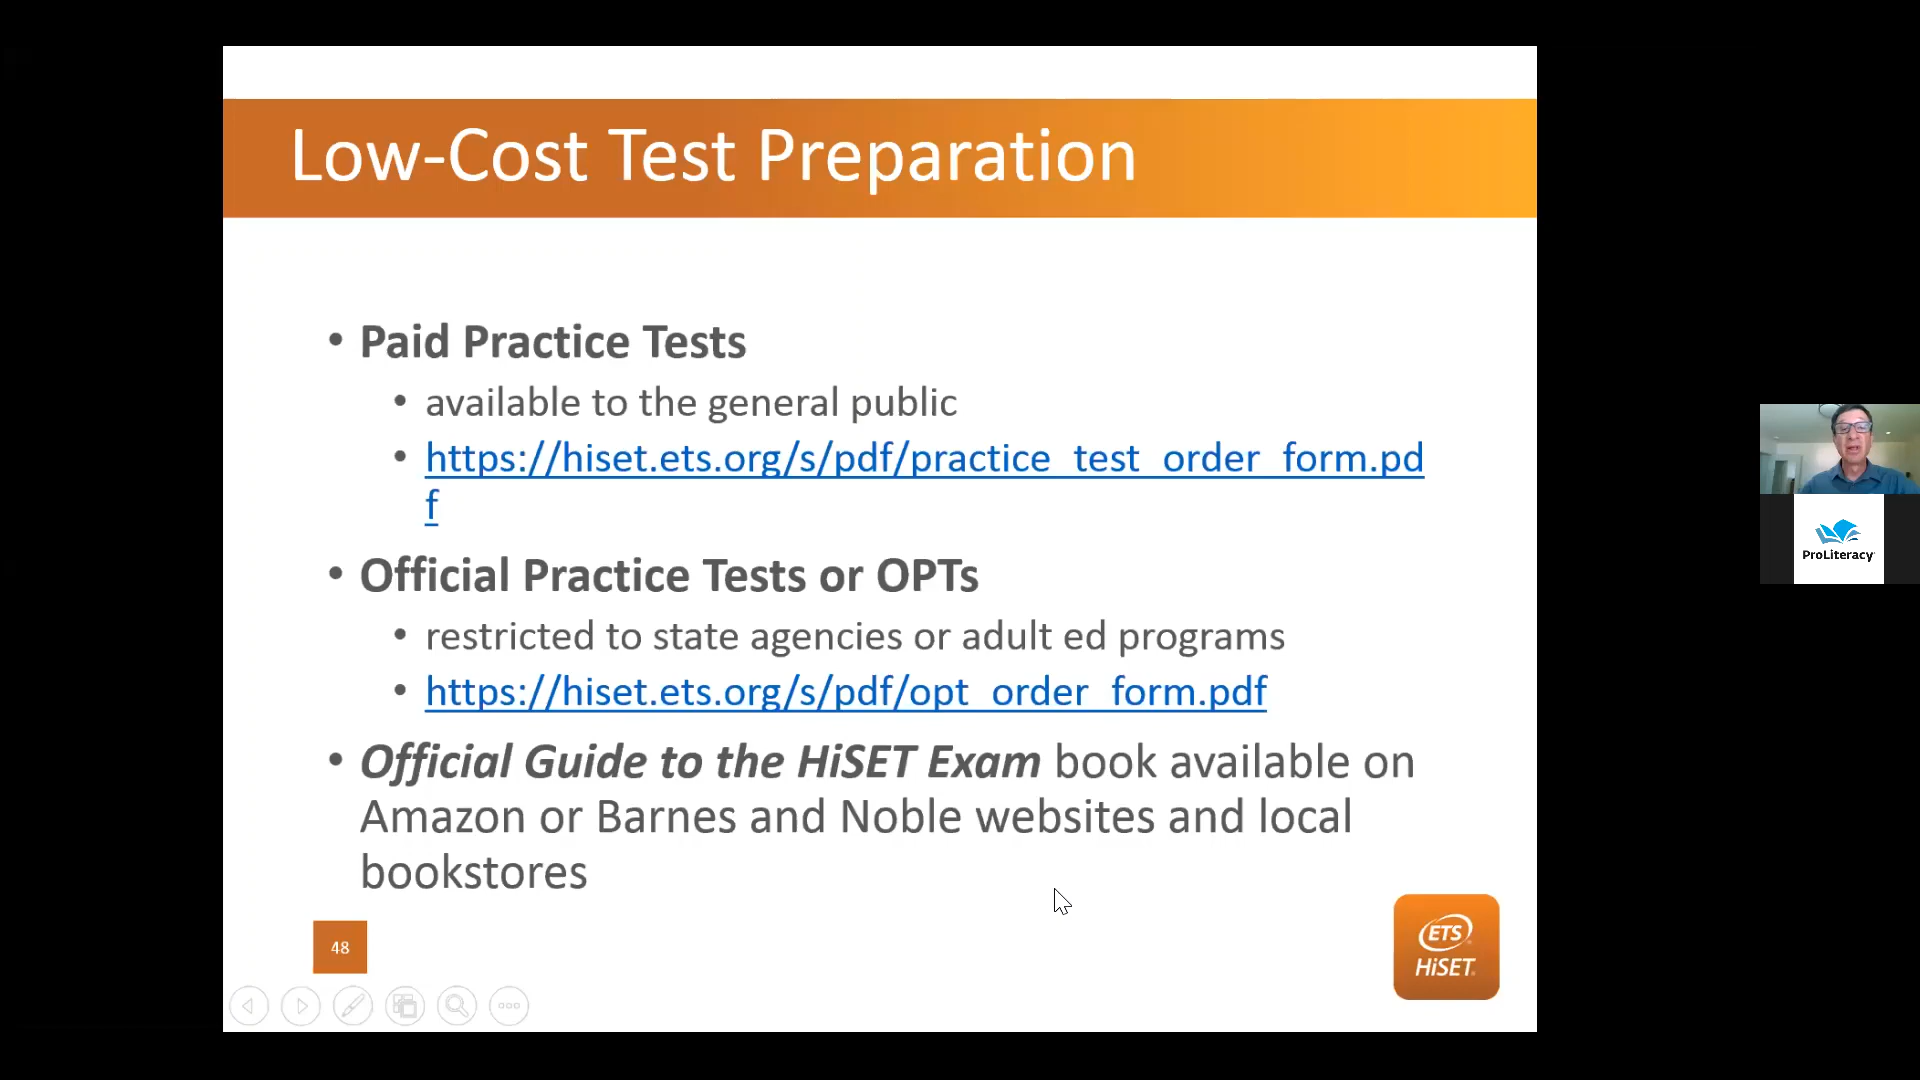 Low-Cost Test Preparation
• Paid Practice Tests
• available to the general public
• https://hiset.ets.org/s/pdf/practice_test_order_form.pd
f
• Official Practice Tests or OPTs
• restricted to state agencies or adult ed programs
• https://hiset.ets.org/s/pdf/opt_order_form.pdf
• Official Guide to the HiSET Exam book available on
Amazon or Barnes and Noble websites and local
bookstores
48
ETS
HiSET®
ProLiteracy